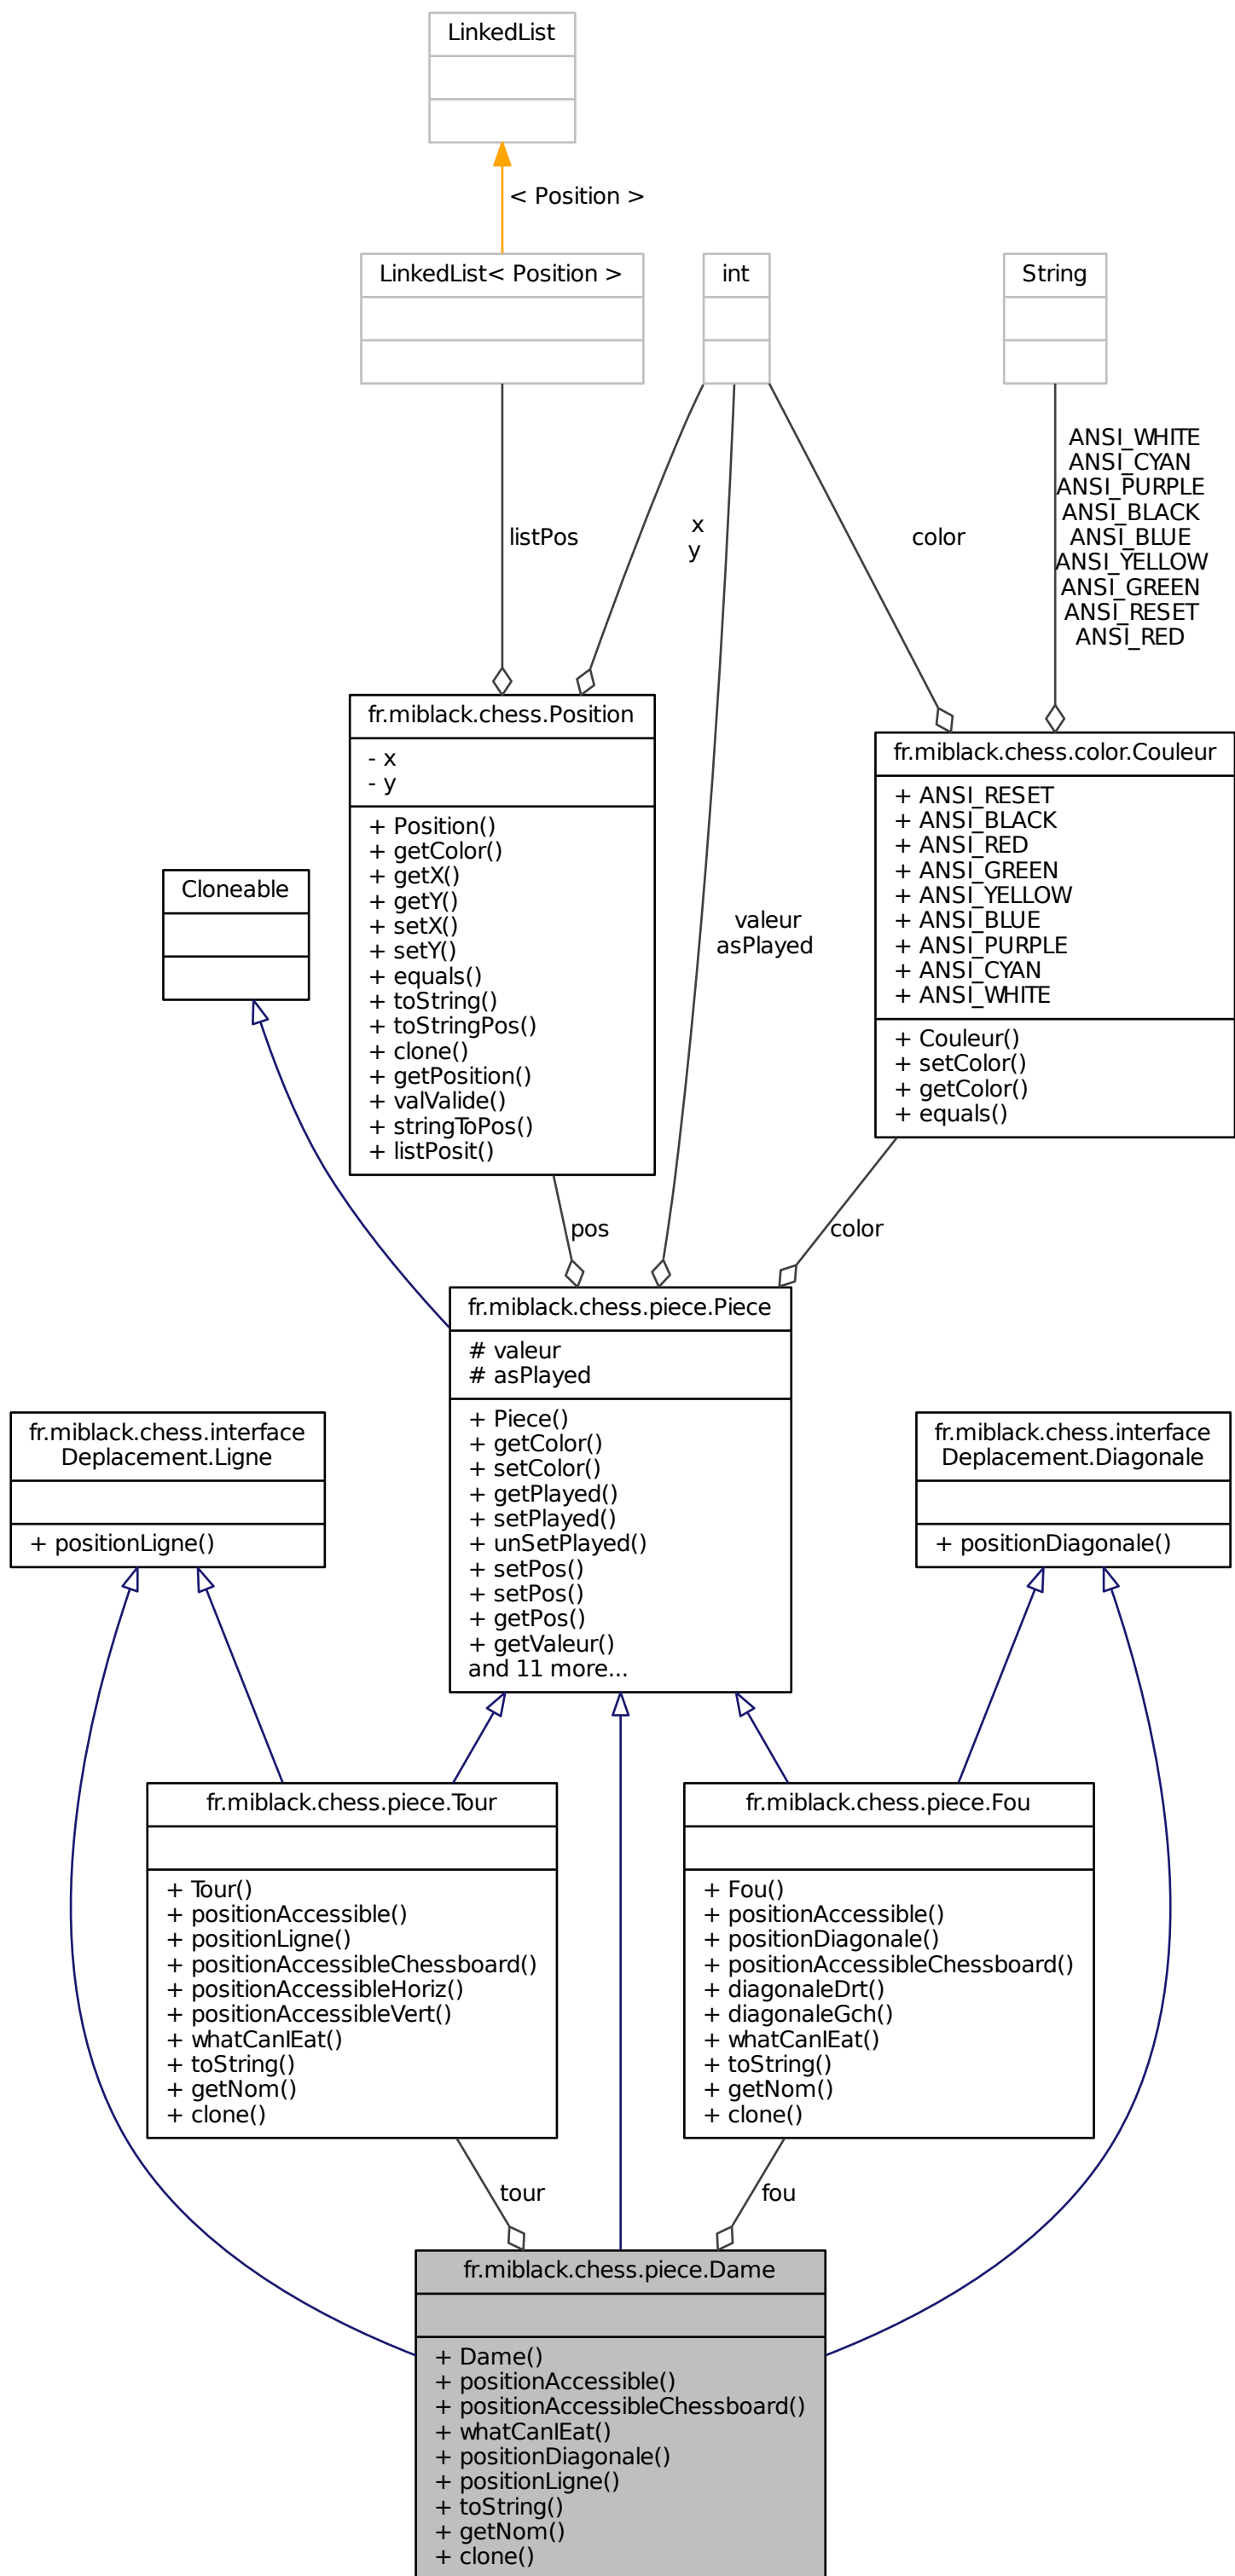 LinkedList
< Position >
LinkedList< Position >
int
String
ANSI_WHITE
ANSI_CYAN
ANSI_PURPLE
ANSI_BLACK
ANSI_BLUE
ANSI_YELLOW
ANSI_GREEN
ANSI_RESET
ANSI_RED
listPos
x
y
color
fr.miblack.chess.Position
- x
- y
+ Position()
+ getColor()
+ getX()
+ getY()
+ setX()
+ setY()
+ equals()
+ toString()
+ toStringPos()
+ clone()
+ getPosition()
+ valValide()
+ stringToPos()
+ listPosit()
fr.miblack.chess.color.Couleur
+ ANSI_RESET
+ ANSI_BLACK
+ ANSI_RED
+ ANSI_GREEN
+ ANSI_YELLOW
+ ANSI_BLUE
+ ANSI_PURPLE
+ ANSI_CYAN
+ ANSI_WHITE
+ Couleur()
+ setColor()
+ getColor()
+ equals()
Cloneable
valeur
asPlayed
pos
color
fr.miblack.chess.piece.Piece
# valeur
# asPlayed
+ Piece()
+ getColor()
+ setColor()
+ getPlayed()
+ setPlayed()
+ unSetPlayed()
+ setPos()
+ setPos()
+ getPos()
+ getValeur()
and 11 more...
fr.miblack.chess.interface
Deplacement.Ligne
+ positionLigne()
fr.miblack.chess.interface
Deplacement.Diagonale
+ positionDiagonale()
fr.miblack.chess.piece.Tour
+ Tour()
+ positionAccessible()
+ positionLigne()
+ positionAccessibleChessboard()
+ positionAccessibleHoriz()
+ positionAccessibleVert()
+ whatCanIEat()
+ toString()
+ getNom()
+ clone()
fr.miblack.chess.piece.Fou
+ Fou()
+ positionAccessible()
+ positionDiagonale()
+ positionAccessibleChessboard()
+ diagonaleDrt()
+ diagonaleGch()
+ whatCanIEat()
+ toString()
+ getNom()
+ clone()
tour
fou
fr.miblack.chess.piece.Dame
+ Dame()
+ positionAccessible()
+ positionAccessibleChessboard()
+ whatCanIEat()
+ positionDiagonale()
+ positionLigne()
+ toString()
+ getNom()
+ clone()